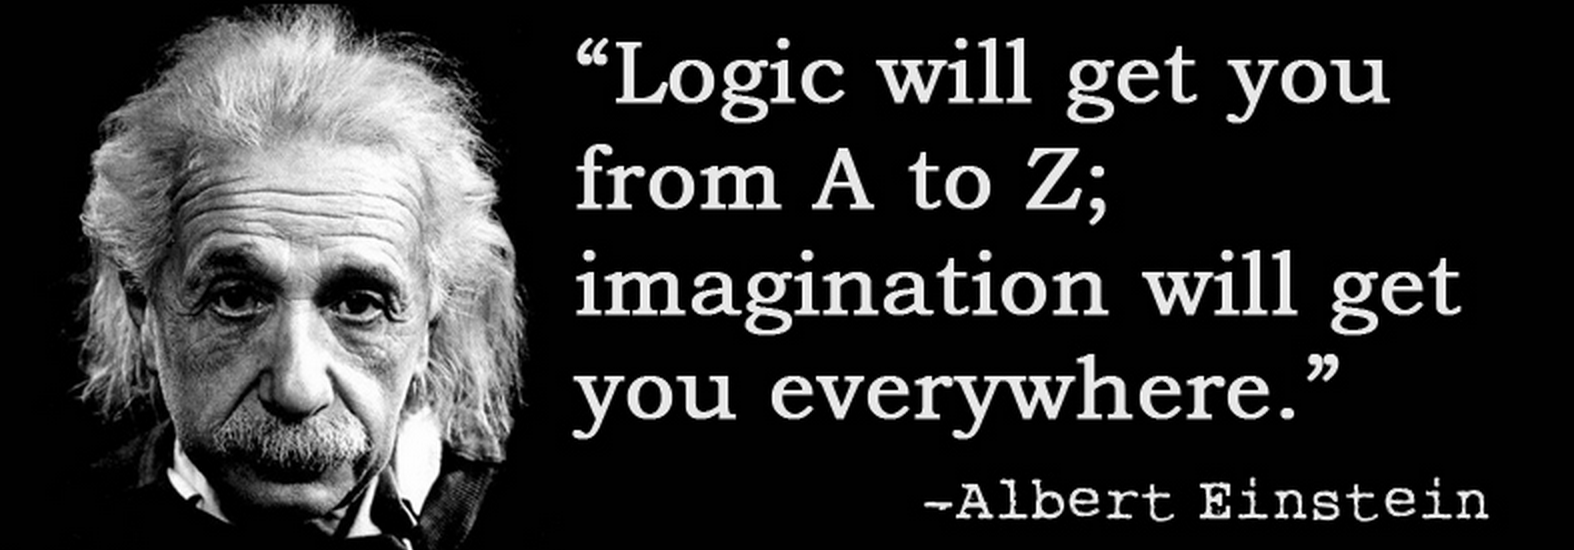 “Logic will get you
from A to Z;
imagination will get
you everywhere.”
-Albert Einstein